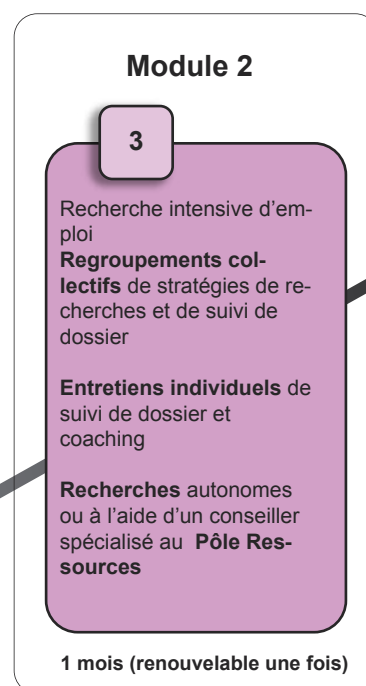 Module 2
3
Recherche intensive d'em-
ploi
Regroupements col-
lectifs de stratégies de re-
cherches et de suivi de
dossier
Entretiens individuels de
suivi de dossier et
coaching
Recherches autonomes
ou à l'aide d'un conseiller
spécialisé au Pôle Res-
sources
1 mois (renouvelable une fois)